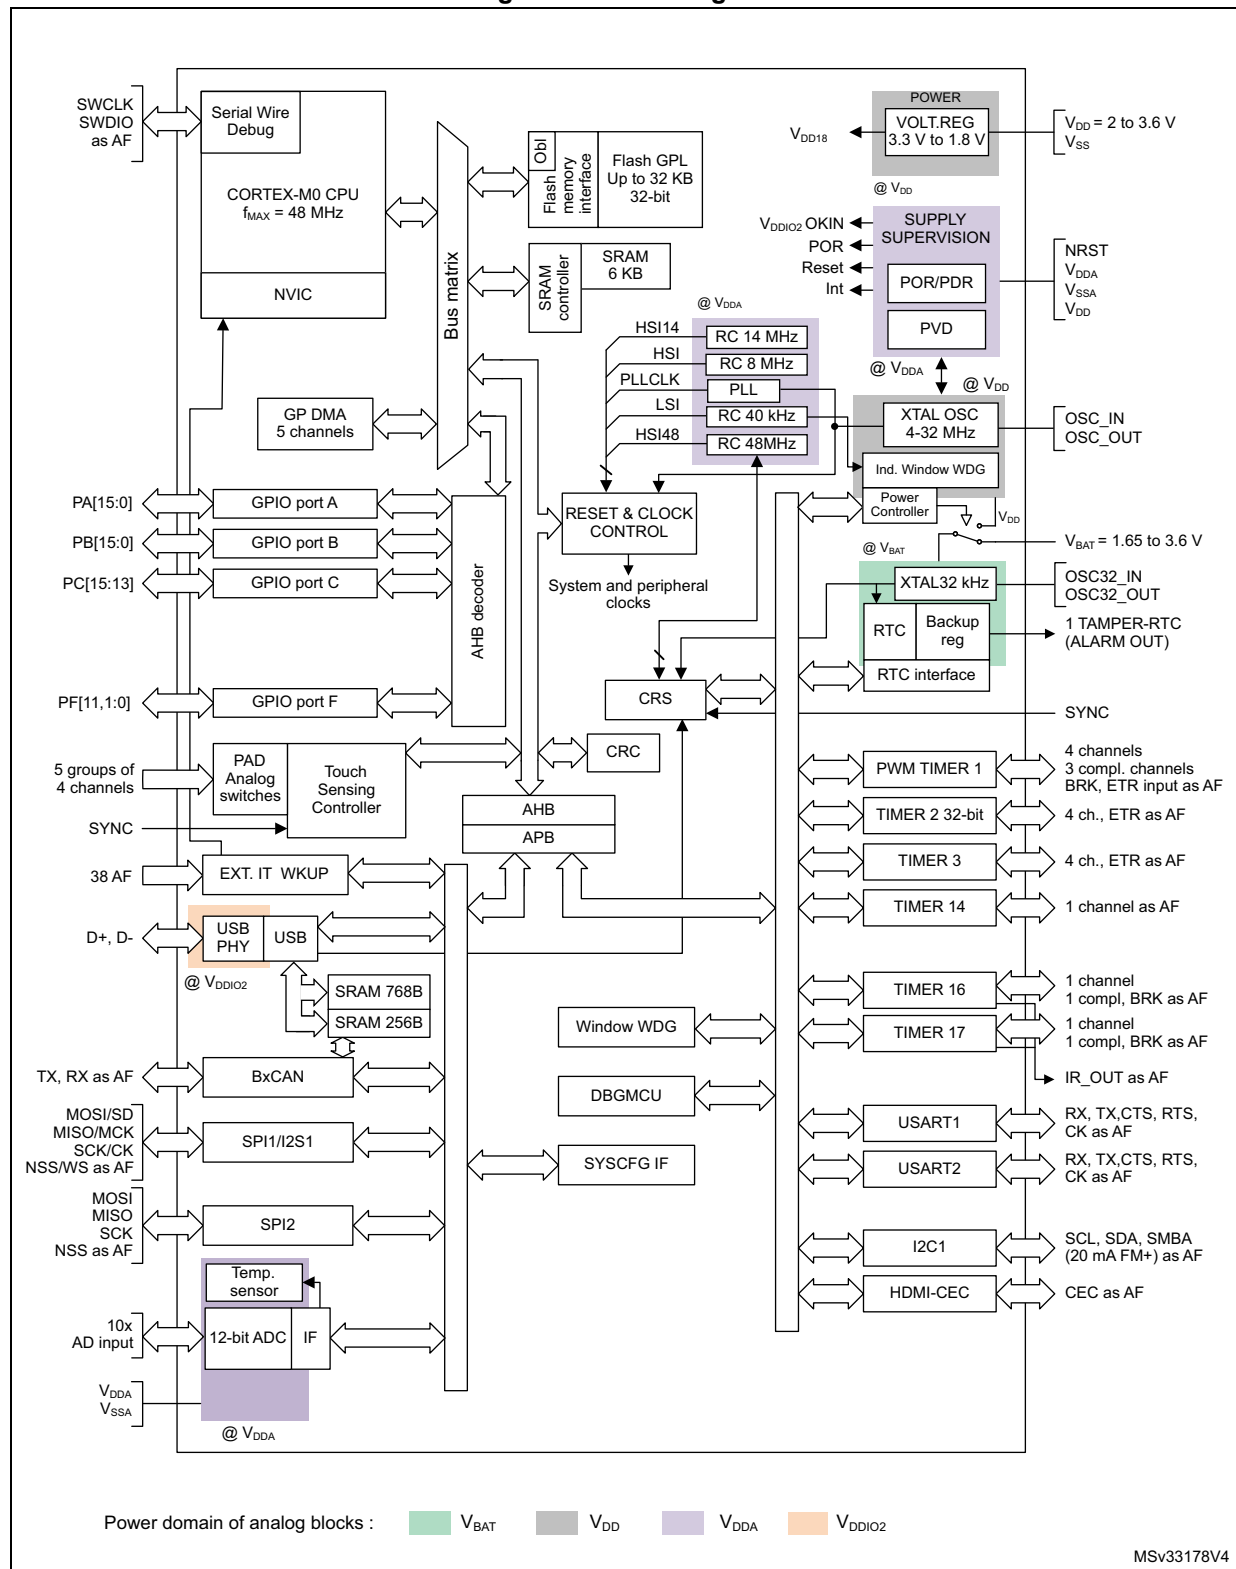 SWCLK
SWDIO
as AF
Serial Wire
Debug
CORTEX-M0 CPU
fMAX = 48 MHz
NVIC
Bus matrix
Obl
Flash
memory
interface
Flash GPL
Up to 32 KB
32-bit
SRAM
controller
SRAM
6 KB
POWER
VOLT.REG
3.3 V to 1.8 V
VDD18
VDD = 2 to 3.6 V
VSS
@ VDD
SUPPLY
SUPERVISION
VDDIO2 OKIN
POR
Reset
Int
POR/PDR
PVD
NRST
VDDA
VSSA
VDD
@ VDDA
@ VDD
@ VDDA
HSI14
RC 14 MHz
HSI
RC 8 MHz
PLLCLK
PLL
LSI
RC 40 kHz
HSI48
RC 48MHz
XTAL OSC
4-32 MHz
OSC_IN
OSC_OUT
Ind. Window WDG
Power
Controller
VDD
VBAT = 1.65 to 3.6 V
@ VBAT
GP DMA
5 channels
PA[15:0]
GPIO port A
PB[15:0]
GPIO port B
PC[15:13]
GPIO port C
PF[11,1:0]
GPIO port F
AHB decoder
RESET & CLOCK
CONTROL
System and peripheral
clocks
XTAL32 kHz
OSC32_IN
OSC32_OUT
RTC
Backup
reg
1 TAMPER-RTC
(ALARM OUT)
RTC interface
CRS
SYNC
5 groups of
4 channels
PAD
Analog
switches
Touch
Sensing
Controller
SYNC
CRC
AHB
APB
PWM TIMER 1
4 channels
3 compl. channels
BRK, ETR input as AF
TIMER 2 32-bit
4 ch., ETR as AF
TIMER 3
4 ch., ETR as AF
TIMER 14
1 channel as AF
38 AF
EXT. IT WKUP
D+, D-
USB
PHY
USB
@ VDDIO2
SRAM 768B
SRAM 256B
TIMER 16
1 channel
1 compl, BRK as AF
TIMER 17
1 channel
1 compl, BRK as AF
IR_OUT as AF
Window WDG
DBGMCU
SYSCFG IF
TX, RX as AF
BxCAN
MOSI/SD
MISO/MCK
SCK/CK
NSS/WS as AF
SPI1/I2S1
MOSI
MISO
SCK
NSS as AF
SPI2
USART1
RX, TX,CTS, RTS,
CK as AF
USART2
RX, TX,CTS, RTS,
CK as AF
I2C1
SCL, SDA, SMBA
(20 mA FM+) as AF
HDMI-CEC
CEC as AF
Temp.
sensor
10x
AD input
12-bit ADC
IF
VDDA
VSSA
@ VDDA
Power domain of analog blocks :
VBAT
VDD
VDDA
VDDIO2
MSv33178V4